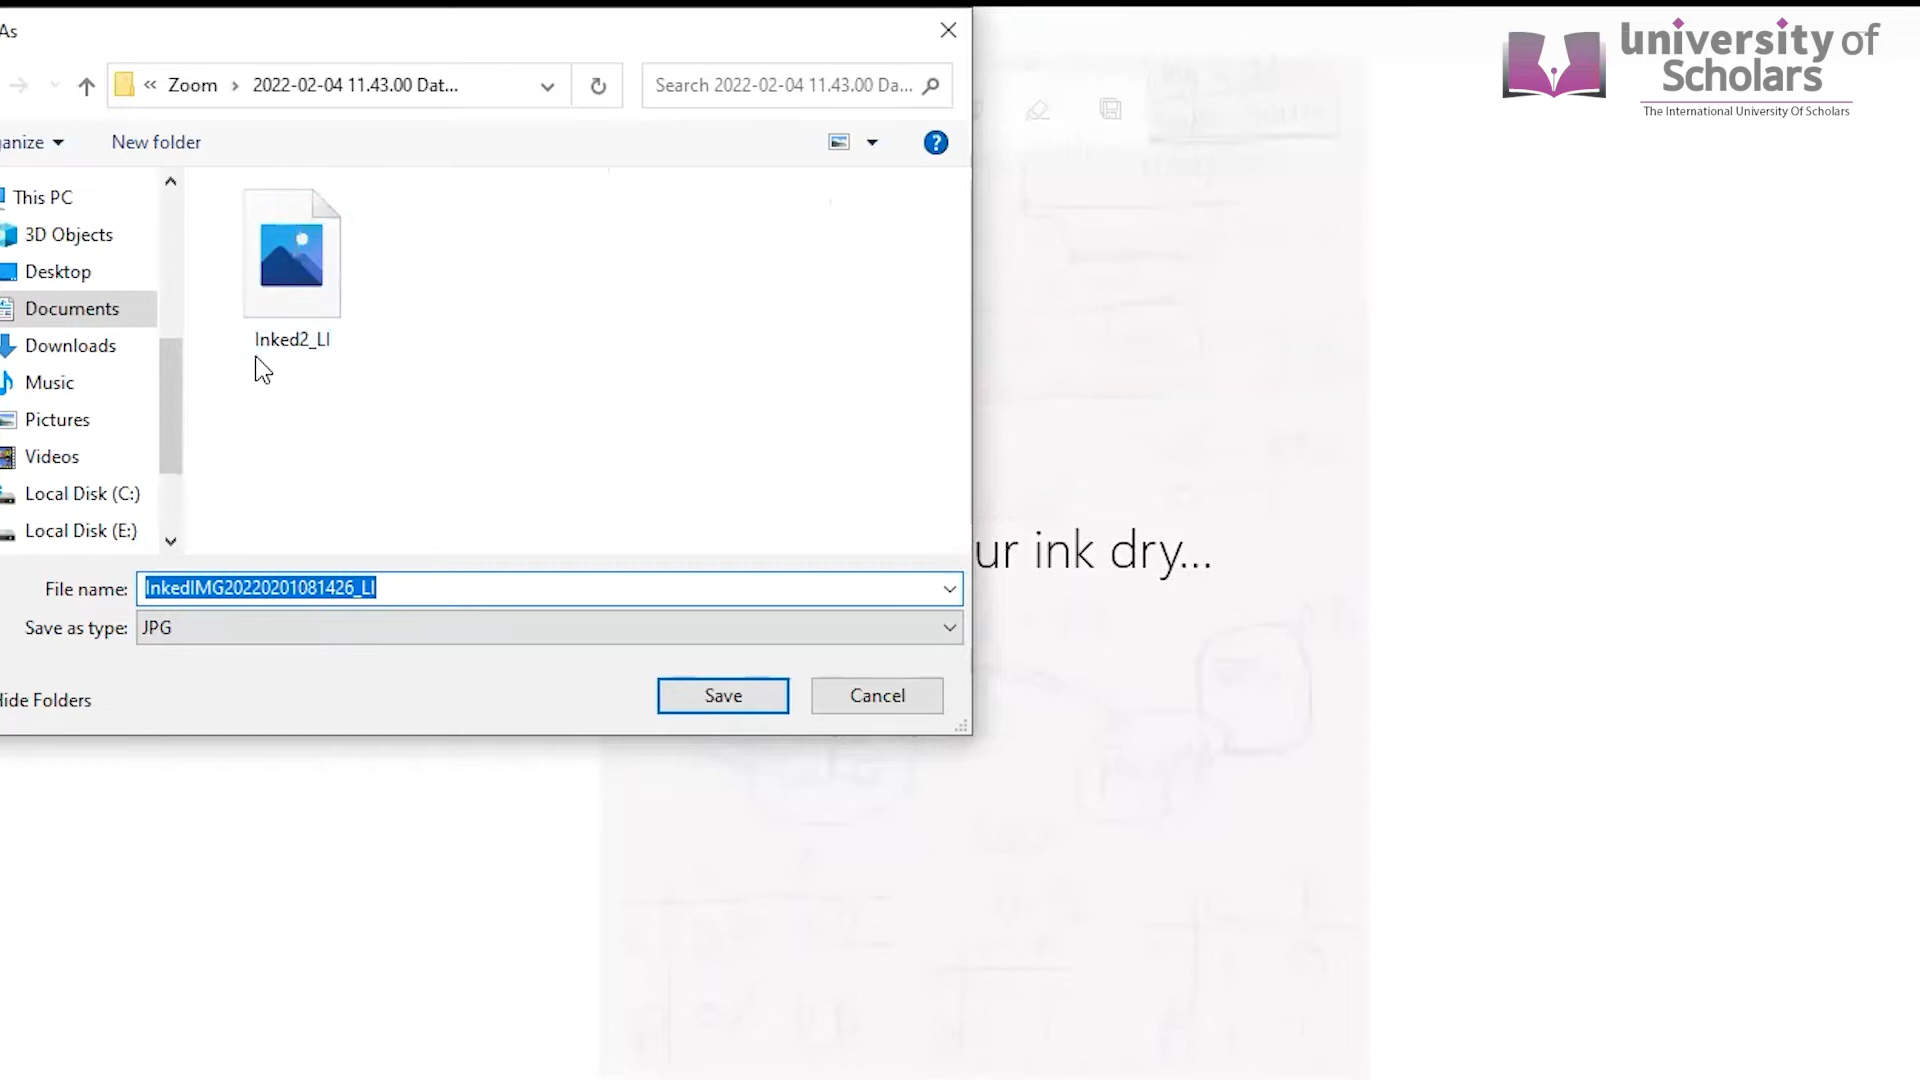 As
University of
Scholars
The International University Of Scholars
« Zoom › 2022-02-04 11.43.00 Dat...
Search 2022-02-04 11.43.00 Da...
anize
New folder
This PC
3D Objects
Desktop
Documents
Downloads
Music
Pictures
Videos
Local Disk (C:)
Local Disk (E:)
Inked2_LI
ur ink dry...
File name: InkedIMG20220201081426_LI
Save as type: JPG
Hide Folders
Save
Cancel